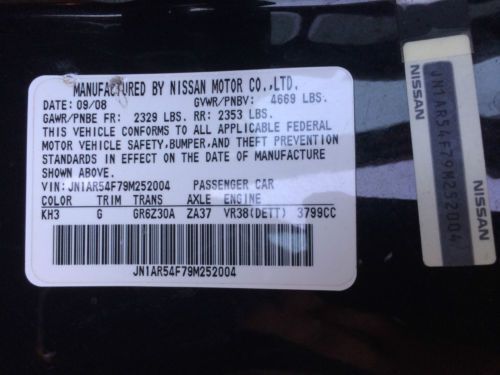 MANUFACTURED BY NISSAN MOTOR CO.,LTD.
DATE: 09/08 GVWR/PNBV: 4669 LBS.
GAWR/PNBE FR: 2329 LBS. RR: 2353 LBS.
THIS VEHICLE CONFORMS TO ALL APPLICABLE FEDERAL
MOTOR VEHICLE SAFETY,BUMPER,AND THEFT PREVENTION
STANDARDS IN EFFECT ON THE DATE OF MANUFACTURE
SHOWN ABOVE.
VIN: JN1AR54F79M252004 PASSENGER CAR
COLOR TRIM TRANS AXLE ENGINE
KH3 G GR6Z30A ZA37 VR38(DETT) 3799CC
JN1AR54F79M252004
NISSAN
JN1AR54F79M252004
NISSAN